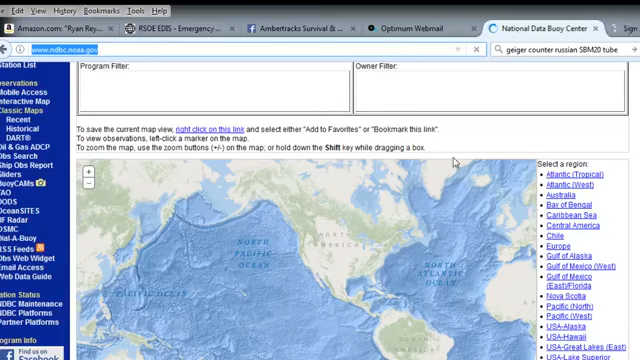 Edit View History Bookmarks Tools Help
Amazon.com: "Ryan Rey
RSOE EDIS - Emergency
Ambertracks Survival &
Optimum Webmail
National Data Buoy Center
Sign
www.ndbc.noaa.gov
geiger counter russian SBM20 tube
Station List
Program Filter:
Owner Filter:
Observations
Mobile Access
Interactive Map
Classic Maps
Recent
Historical
DART®
Oil & Gas ADCP
Obs Search
Ship Obs Report
Gliders
BuoyCAMs
TAO
DODS
OceanSITES
HF Radar
OSMC
Dial-A-Buoy
RSS Feeds
Obs Web Widget
Email Access
Web Data Guide
Station Status
NDBC Maintenance
NDBC Platforms
Partner Platforms
Program Info
Find us on
Facebook
To save the current map view, right click on this link and select either "Add to Favorites" or "Bookmark this link".
To view observations, left-click a marker on the map.
To zoom the map, use the zoom buttons (+/-) on the map; or hold down the Shift key while dragging a box.
+
−
NORTH
PACIFIC
OCEAN
NORTH
AMERICA
NORTH
ATLANTIC
OCEAN
PACIFIC OCEAN
SOUTH
AMERICA
Select a region:
Atlantic (Tropical)
Atlantic (West)
Australia
Bay of Bengal
Caribbean Sea
Central America
Chile
Europe
Gulf of Alaska
Gulf of Mexico (West)
Gulf of Mexico
(East)/Florida
Nova Scotia
Pacific (North)
Pacific (West)
USA-Alaska
USA-Hawaii
USA-Great Lakes (East)
USA-Lake Superior